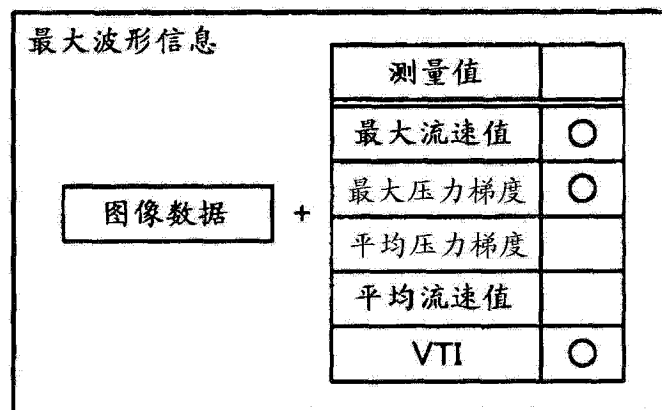 最大波形信息
测量值
最大流速值 ○
最大压力梯度 ○
图像数据 +
平均压力梯度
平均流速值
VTI ○